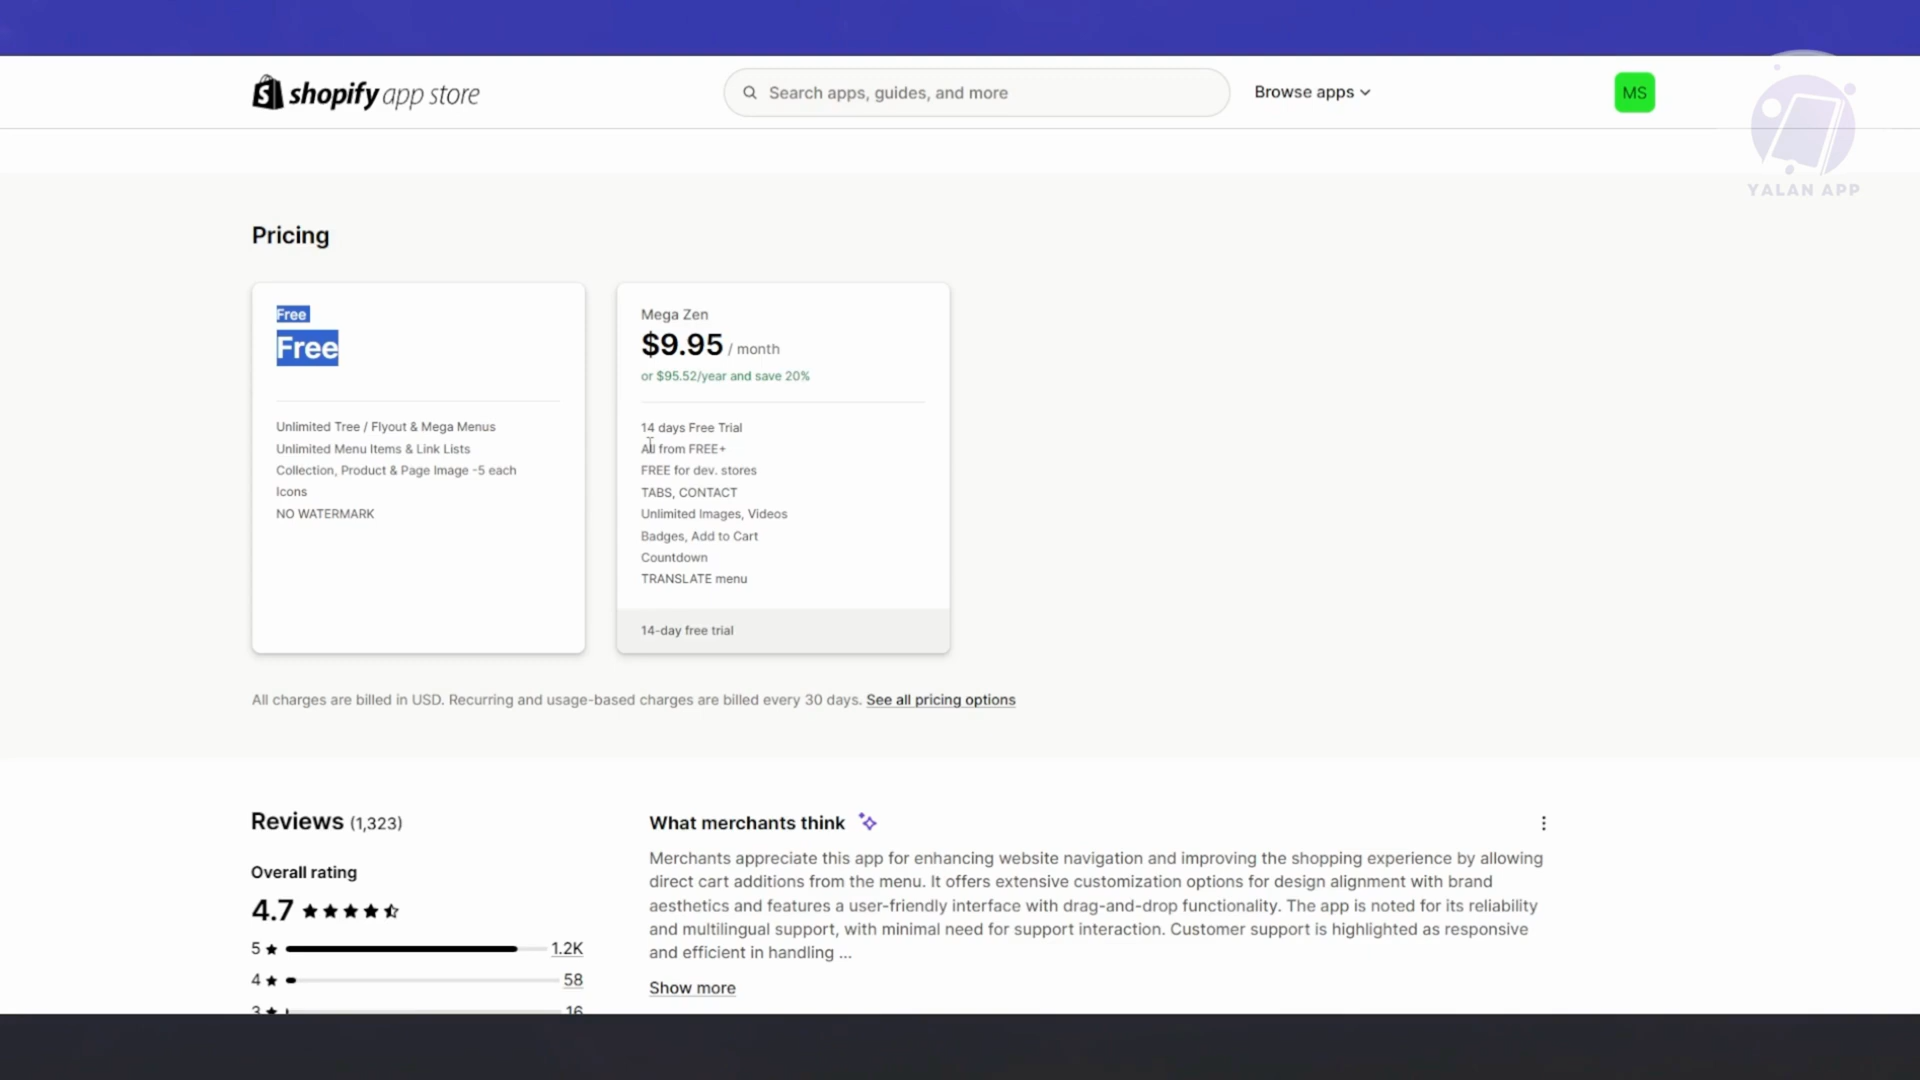 shopify app store
Search apps, guides, and more
Browse apps
MS
YALAN APP
Pricing
Free
Free
Unlimited Tree / Flyout & Mega Menus
Unlimited Menu Items & Link Lists
Collection, Product & Page Image -5 each
Icons
NO WATERMARK
Mega Zen
$9.95 / month
or $95.52/year and save 20%
14 days Free Trial
All from FREE+
FREE for dev. stores
TABS, CONTACT
Unlimited Images, Videos
Badges, Add to Cart
Countdown
TRANSLATE menu
14-day free trial
All charges are billed in USD. Recurring and usage-based charges are billed every 30 days. See all pricing options
Reviews (1,323)
Overall rating
4.7
5 1.2K
4 58
3 16
What merchants think
Merchants appreciate this app for enhancing website navigation and improving the shopping experience by allowing
direct cart additions from the menu. It offers extensive customization options for design alignment with brand
aesthetics and features a user-friendly interface with drag-and-drop functionality. The app is noted for its reliability
and multilingual support, with minimal need for support interaction. Customer support is highlighted as responsive
and efficient in handling ...
Show more